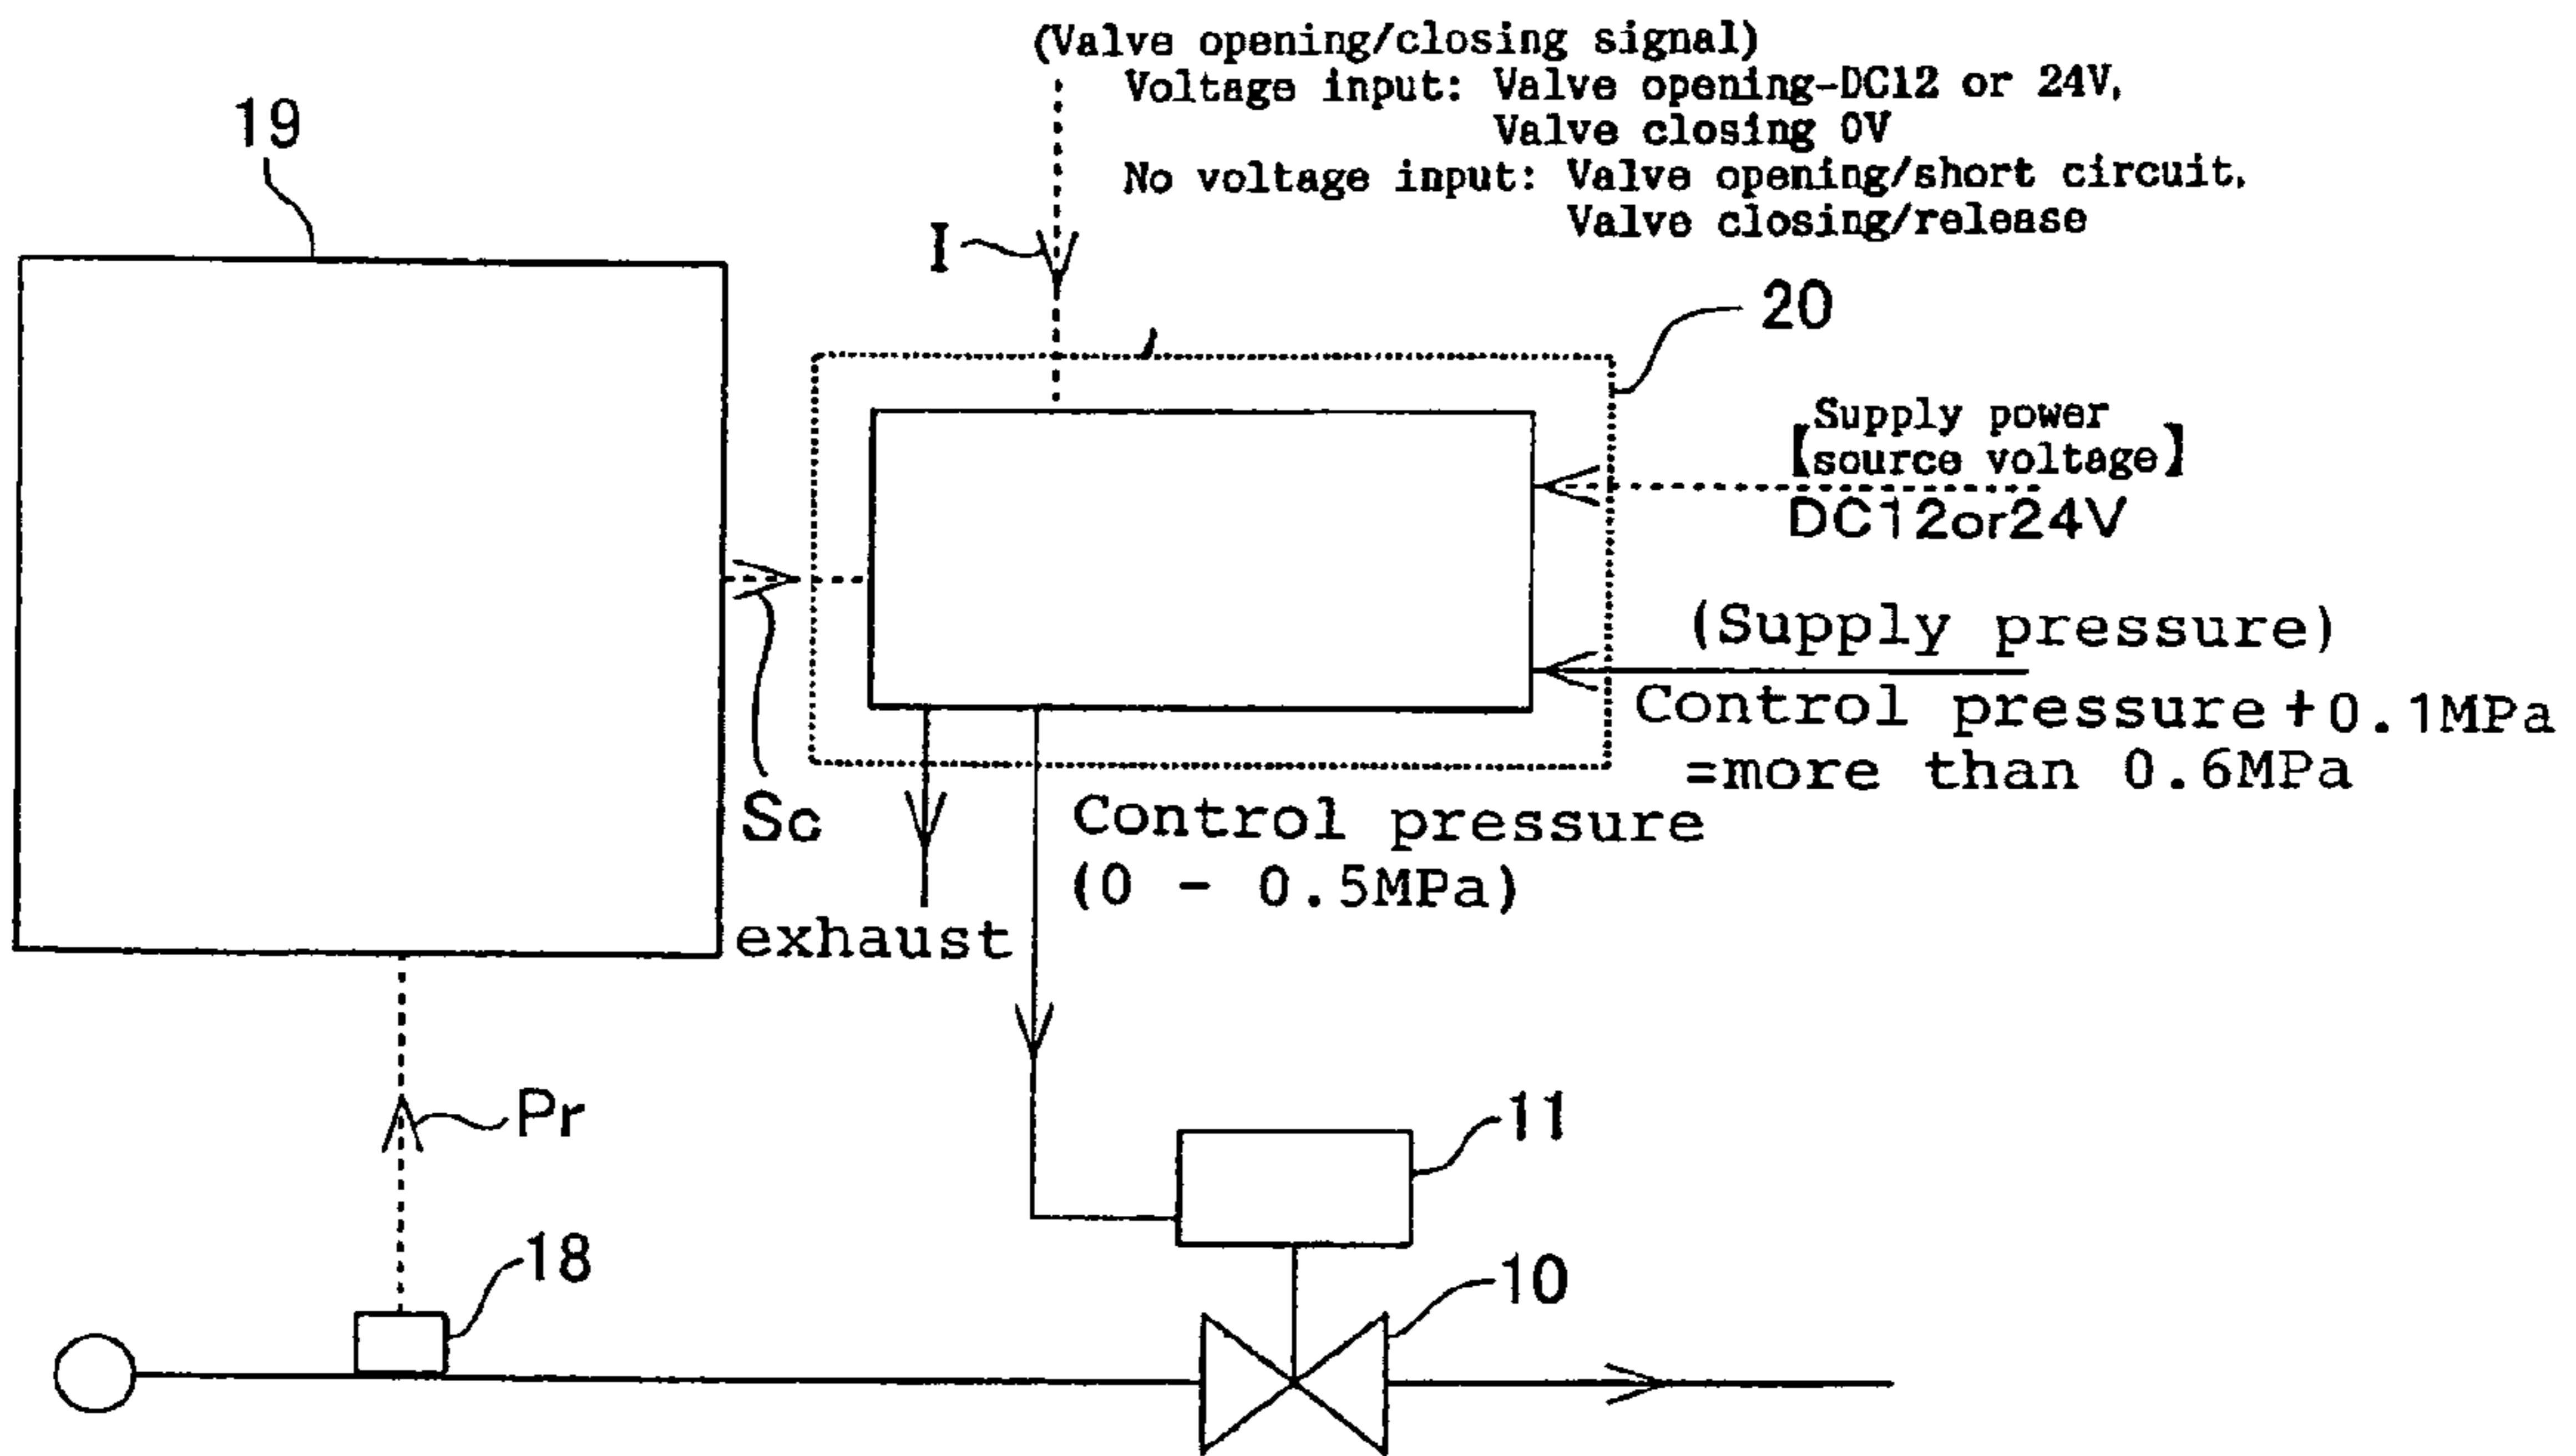 (Valve opening/closing signal)
Voltage input: Valve opening-DC12 or 24V,
Valve closing 0V
No voltage input: Valve opening/short circuit,
Valve closing/release
19
I
20
Supply power
【source voltage】
DC12or24V
(Supply pressure)
Control pressure+0.1MPa
=more than 0.6MPa
Sc
Control pressure
(0 - 0.5MPa)
exhaust
Pr
11
18
10